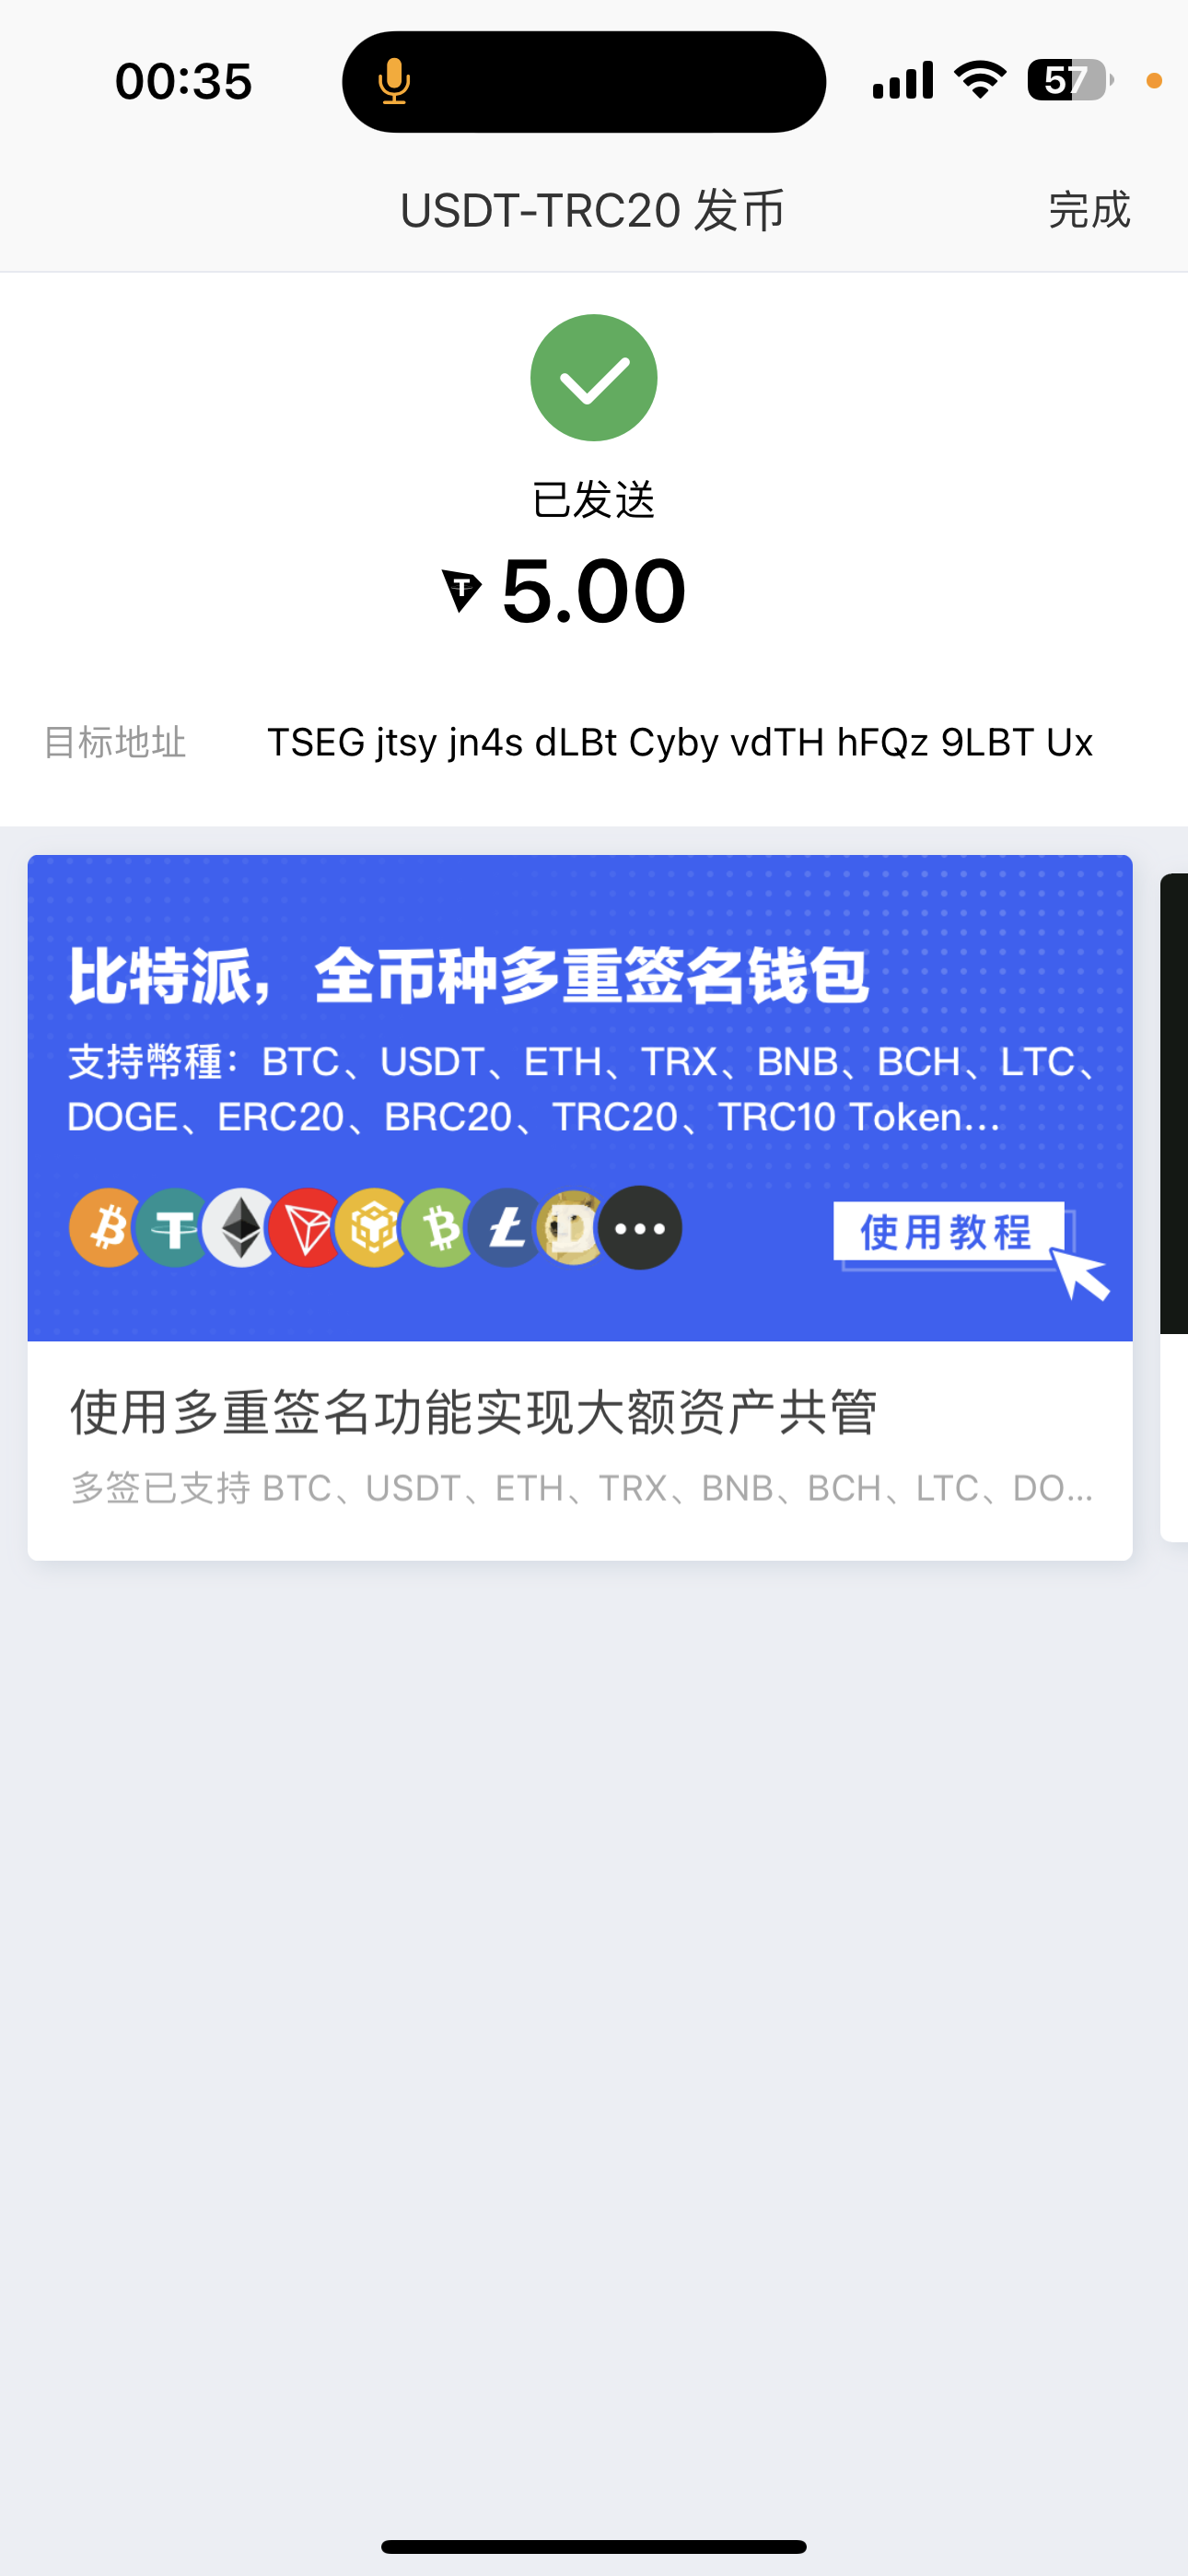 00:35
57
USDT-TRC20 发币
完成
已发送
5.00
目标地址
TSEG jtsy jn4s dLBt Cyby vdTH hFQz 9LBT Ux
比特派，全币种多重签名钱包
支持幣種：BTC、USDT、ETH、TRX、BNB、BCH、LTC、
DOGE、ERC20、BRC20、TRC20、TRC10 Token...
使用教程
使用多重签名功能实现大额资产共管
多签已支持 BTC、USDT、ETH、TRX、BNB、BCH、LTC、DO...